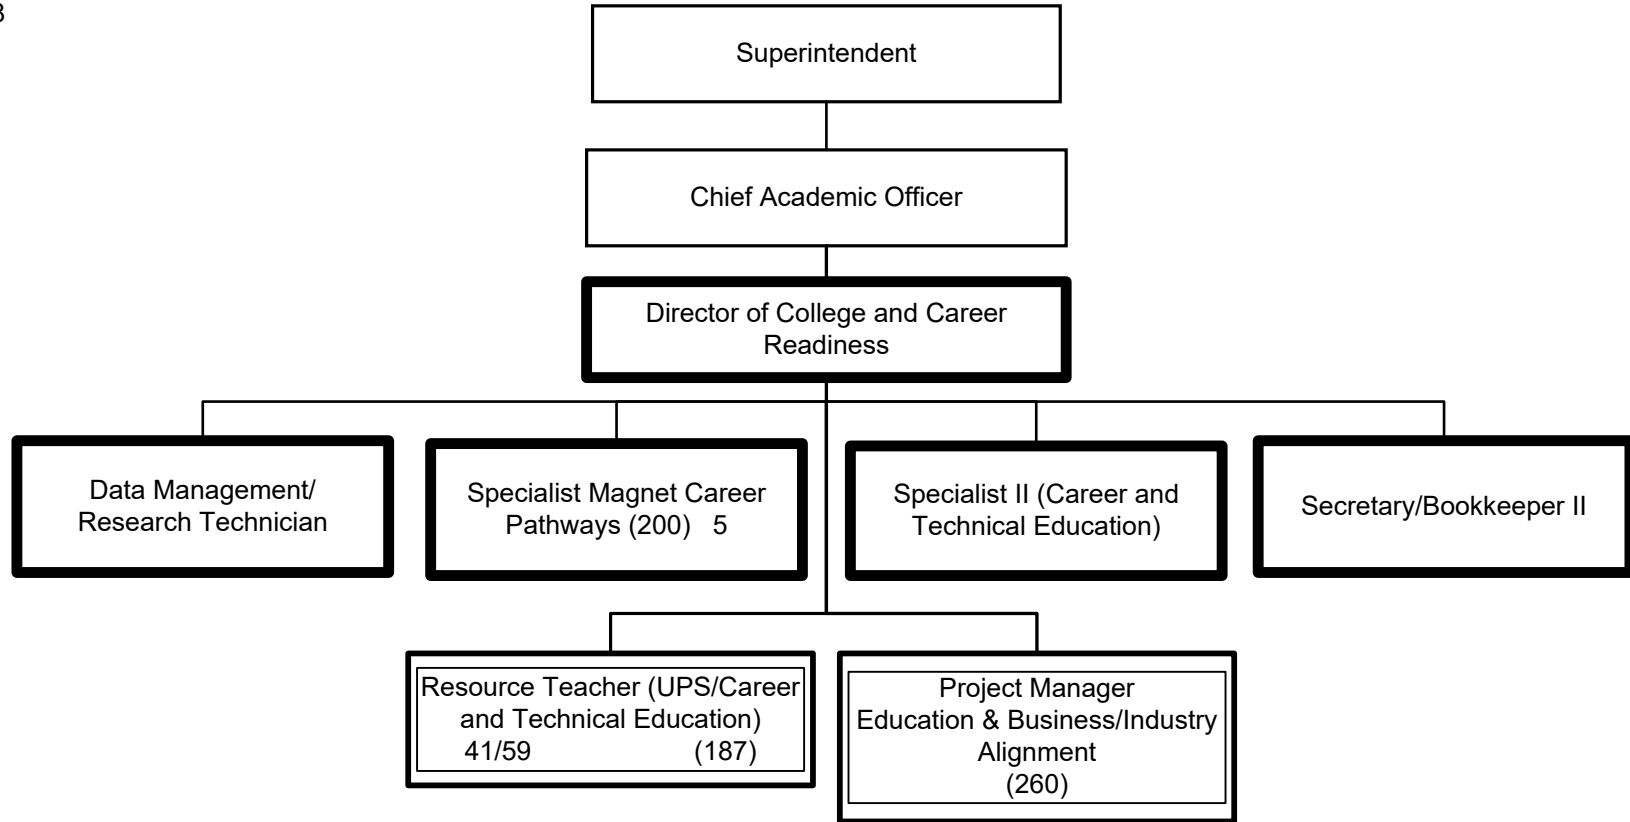 Superintendent
Chief Academic Officer
Director of College and Career
Readiness
Data Management/
Research Technician
Specialist Magnet Career
Pathways (200) 5
Specialist II (Career and
Technical Education)
Secretary/Bookkeeper II
Resource Teacher (UPS/Career
and Technical Education)
41/59 (187)
Project Manager
Education & Business/Industry
Alignment
(260)